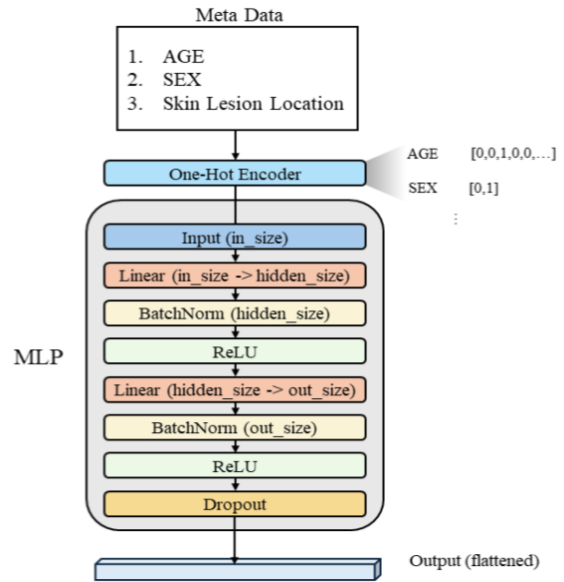 Meta Data
1. AGE
2. SEX
3. Skin Lesion Location
One-Hot Encoder
AGE [0,0,1,0,0,...]
SEX [0,1]
⋮
MLP
Input (in_size)
Linear (in_size -> hidden_size)
BatchNorm (hidden_size)
ReLU
Linear (hidden_size -> out_size)
BatchNorm (out_size)
ReLU
Dropout
Output (flattened)